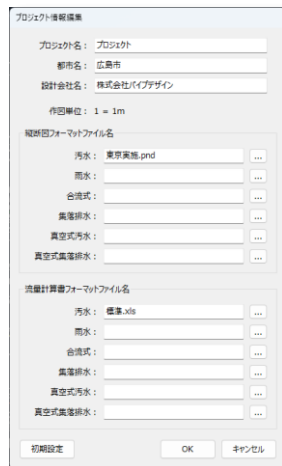 プロジェクト情報編集
プロジェクト名： プロジェクト
都市名： 広島市
設計会社名： 株式会社パイプデザイン
作図単位： 1 = 1m
縦断図フォーマットファイル名
汚水： 東京実施.pnd ...
雨水： ...
合流式： ...
集落排水： ...
真空式汚水： ...
真空式集落排水： ...
流量計算書フォーマットファイル名
汚水： 標準.xls ...
雨水： ...
合流式： ...
集落排水： ...
真空式汚水： ...
真空式集落排水： ...
初期設定 OK キャンセル